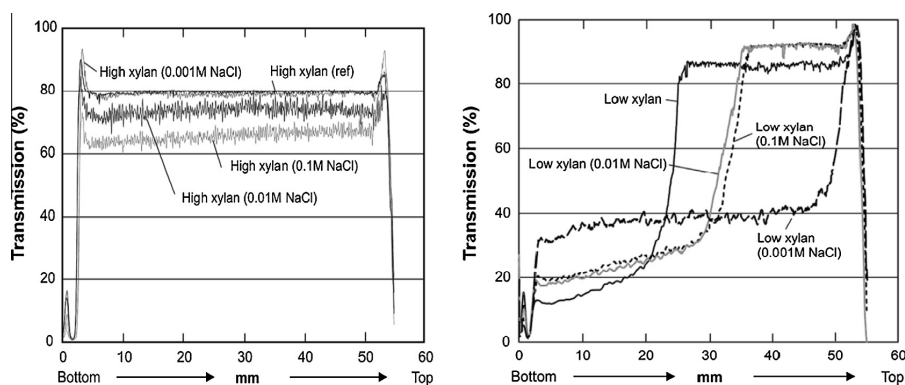 Transmission (%)
100
80
60
40
20
0
High xylan (0.001M NaCl)
High xylan (ref)
High xylan (0.1M NaCl)
High xylan (0.01M NaCl)
0
10
20
30
40
50
60
Bottom
mm
Top
Transmission (%)
100
80
60
40
20
0
Low xylan
Low xylan
(0.1M NaCl)
Low xylan (0.01M NaCl)
Low xylan
(0.001M NaCl)
0
10
20
30
40
50
60
Bottom
mm
Top